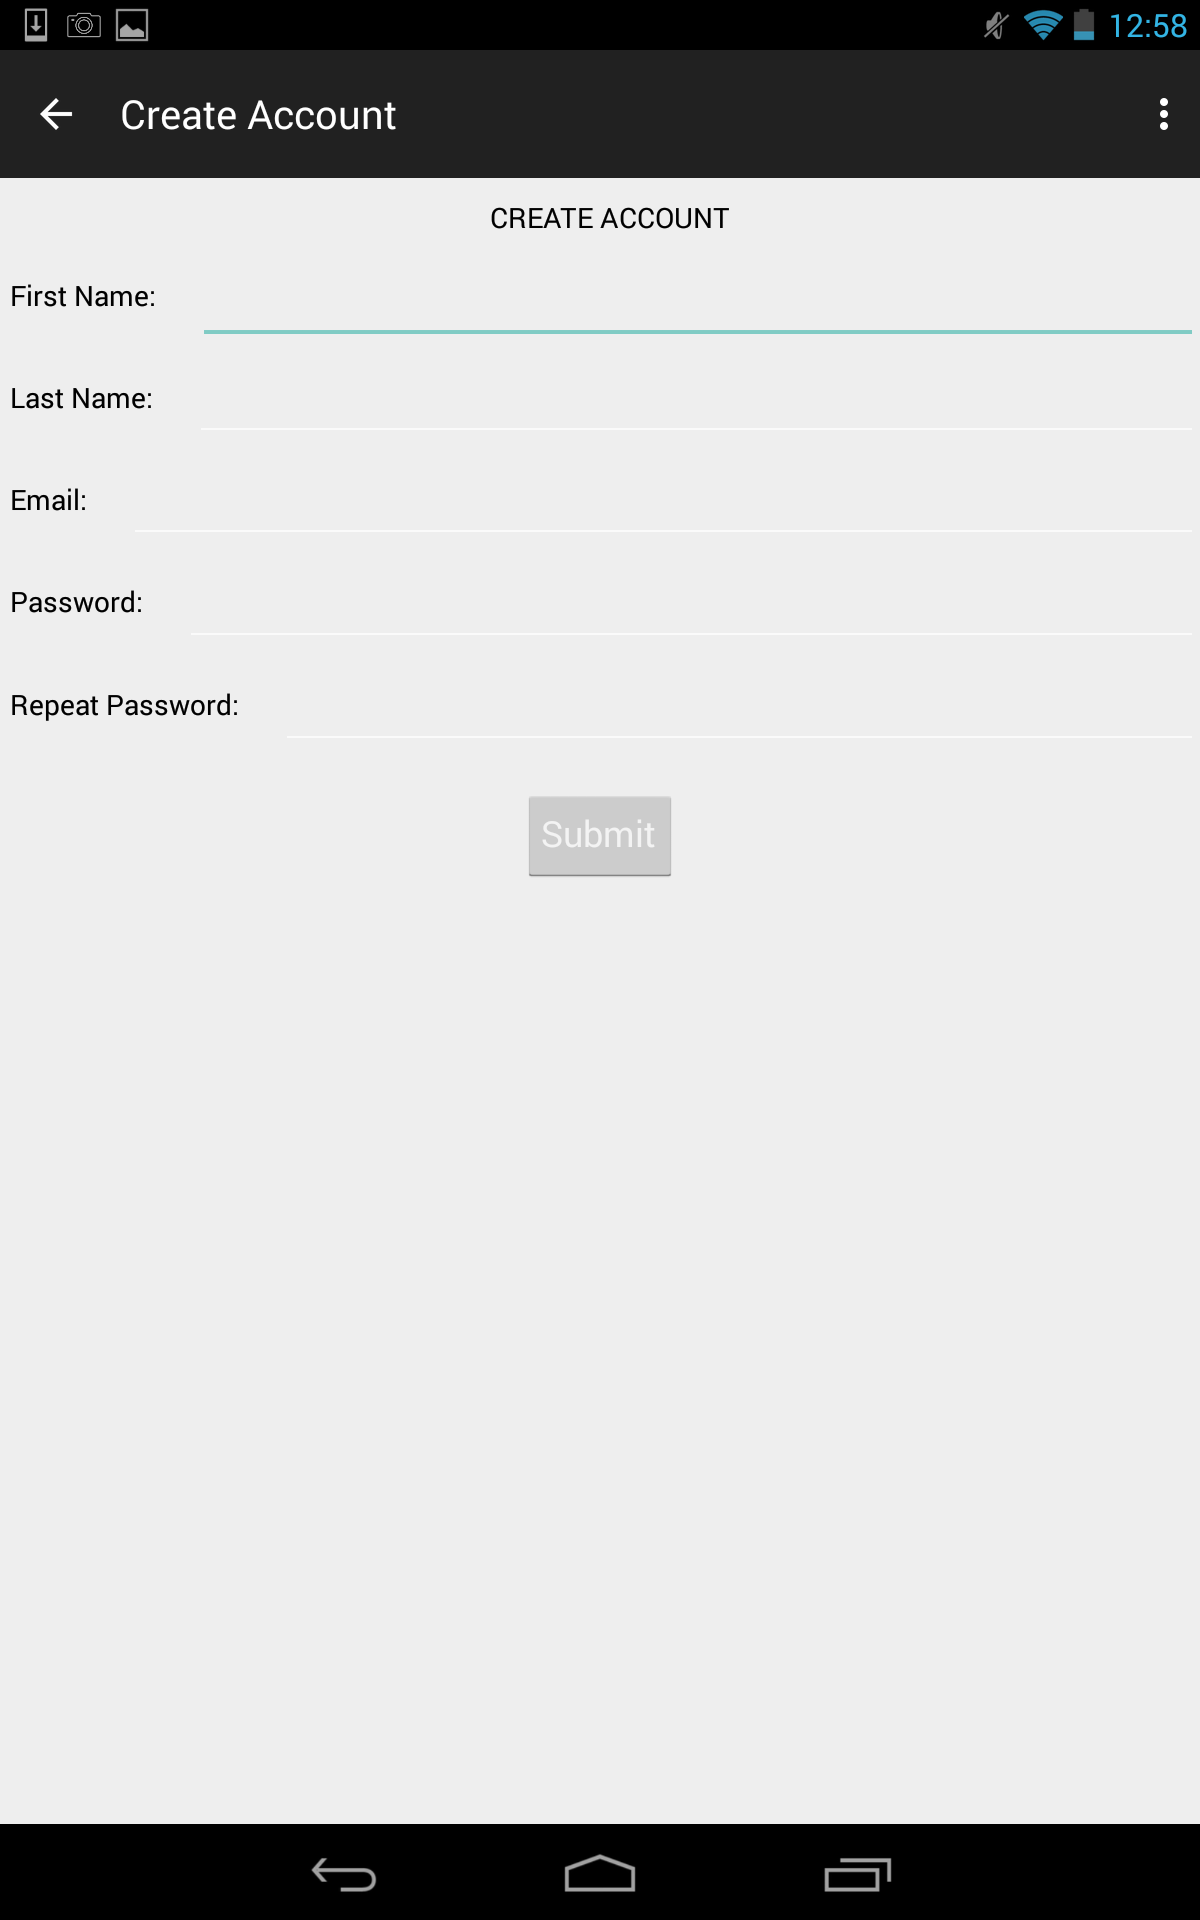 12:58
Create Account
CREATE ACCOUNT
First Name:
Last Name:
Email:
Password:
Repeat Password:
Submit